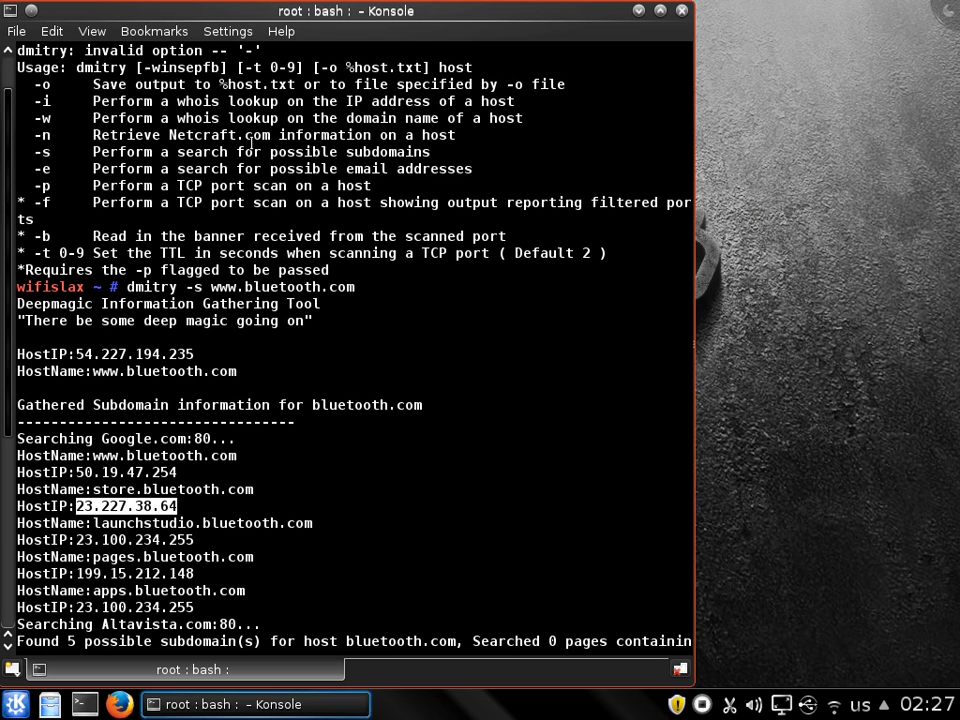 root : bash : – Konsole
File Edit View Bookmarks Settings Help
dmitry: invalid option -- '-'
Usage: dmitry [-winsepfb] [-t 0-9] [-o %host.txt] host
-o Save output to %host.txt or to file specified by -o file
-i Perform a whois lookup on the IP address of a host
-w Perform a whois lookup on the domain name of a host
-n Retrieve Netcraft.com information on a host
-s Perform a search for possible subdomains
-e Perform a search for possible email addresses
-p Perform a TCP port scan on a host
* -f Perform a TCP port scan on a host showing output reporting filtered por
ts
* -b Read in the banner received from the scanned port
* -t 0-9 Set the TTL in seconds when scanning a TCP port ( Default 2 )
*Requires the -p flagged to be passed
wifislax ~ # dmitry -s www.bluetooth.com
Deepmagic Information Gathering Tool
"There be some deep magic going on"
HostIP:54.227.194.235
HostName:www.bluetooth.com
Gathered Subdomain information for bluetooth.com
---------------------------------
Searching Google.com:80...
HostName:www.bluetooth.com
HostIP:50.19.47.254
HostName:store.bluetooth.com
HostIP:23.227.38.64
HostName:launchstudio.bluetooth.com
HostIP:23.100.234.255
HostName:pages.bluetooth.com
HostIP:199.15.212.148
HostName:apps.bluetooth.com
HostIP:23.100.234.255
Searching Altavista.com:80...
Found 5 possible subdomain(s) for host bluetooth.com, Searched 0 pages containin
root : bash :
root : bash : – Konsole
us
02:27